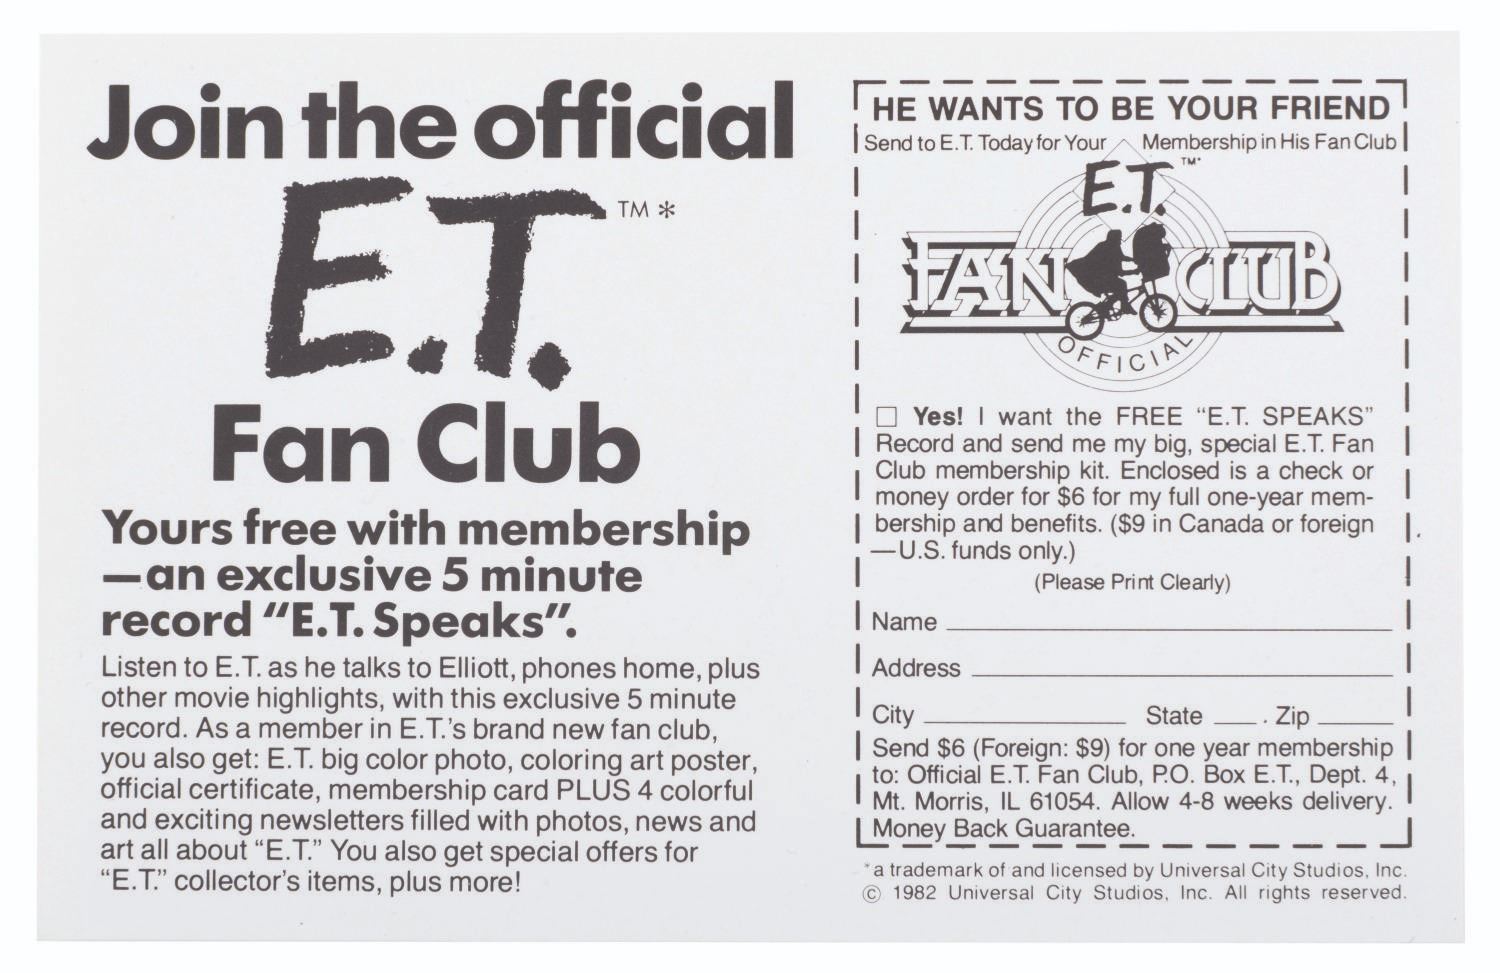 Join the official
E.T. ™ *
Fan Club
Yours free with membership
—an exclusive 5 minute
record "E.T. Speaks".
Listen to E.T. as he talks to Elliott, phones home, plus
other movie highlights, with this exclusive 5 minute
record. As a member in E.T.'s brand new fan club,
you also get: E.T. big color photo, coloring art poster,
official certificate, membership card PLUS 4 colorful
and exciting newsletters filled with photos, news and
art all about “E.T.” You also get special offers for
“E.T.” collector's items, plus more!
HE WANTS TO BE YOUR FRIEND
Send to E.T. Today for Your Membership in His Fan Club
E.T. ™*
FAN CLUB
OFFICIAL
☐ Yes! I want the FREE “E.T. SPEAKS”
Record and send me my big, special E.T. Fan
Club membership kit. Enclosed is a check or
money order for $6 for my full one-year mem-
bership and benefits. ($9 in Canada or foreign
—U.S. funds only.)
(Please Print Clearly)
Name
Address
City State . Zip
Send $6 (Foreign: $9) for one year membership
to: Official E.T. Fan Club, P.O. Box E.T., Dept. 4,
Mt. Morris, IL 61054. Allow 4-8 weeks delivery.
Money Back Guarantee.
*a trademark of and licensed by Universal City Studios, Inc.
© 1982 Universal City Studios, Inc. All rights reserved.